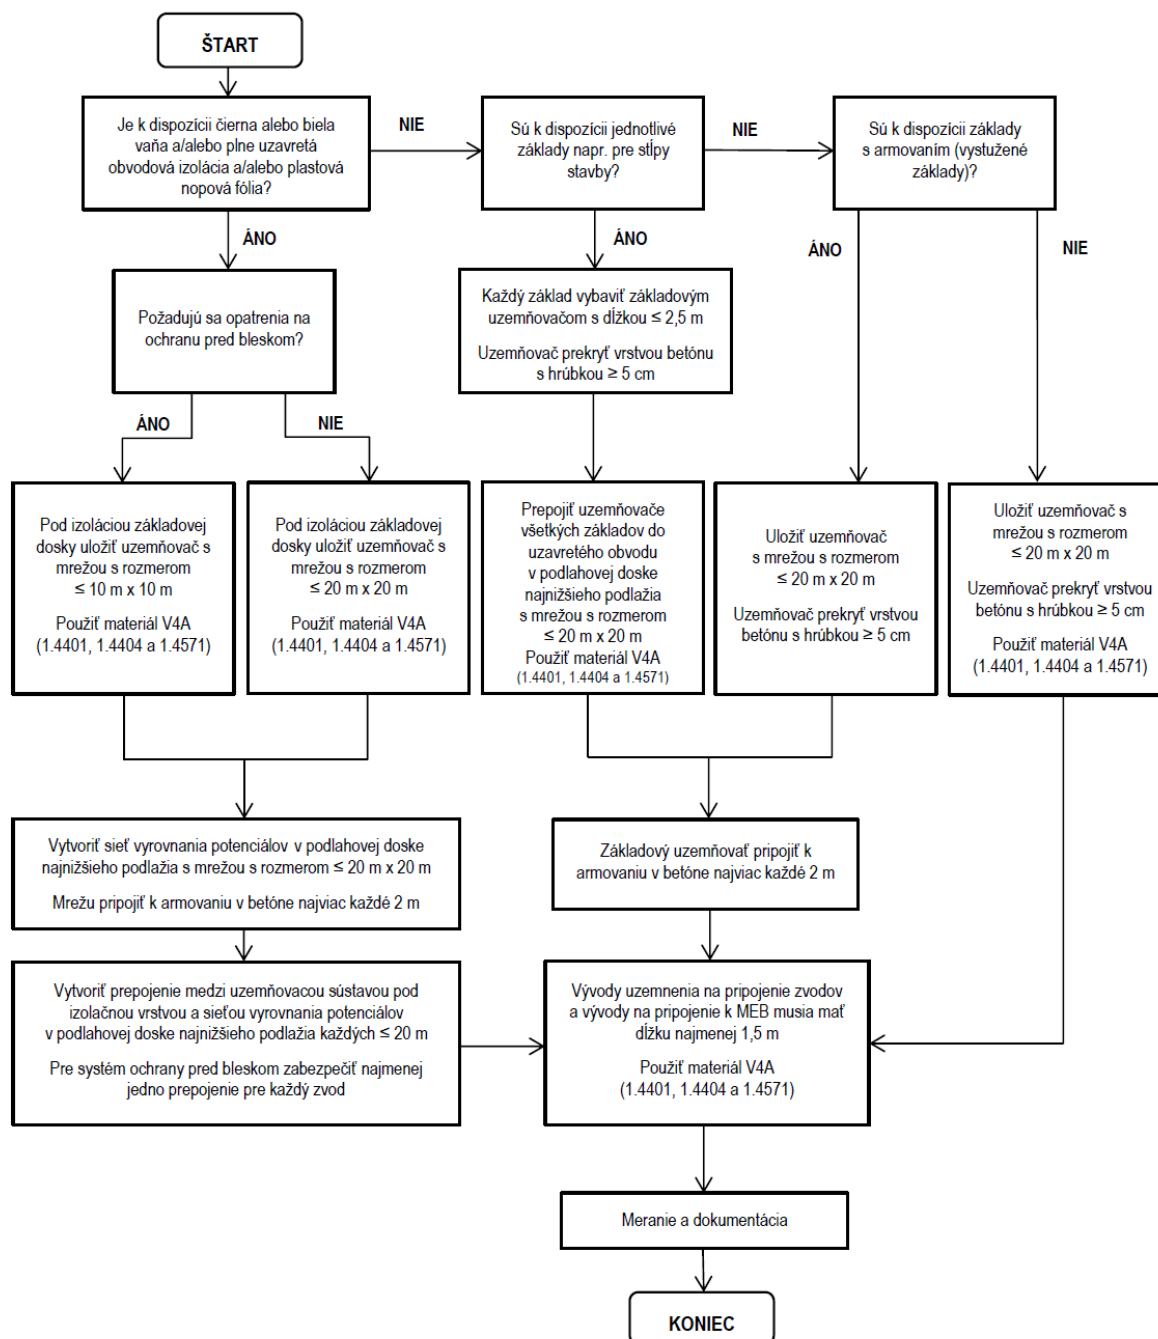 ŠTART
Je k dispozícii čierna alebo biela
vaňa a/alebo plne uzavretá
obvodová izolácia a/alebo plastová
nopová fólia?
NIE
Sú k dispozícii jednotlivé
základy napr. pre stĺpy
stavby?
NIE
Sú k dispozícii základy
s armovaním (vystužené
základy)?
ÁNO
ÁNO
ÁNO
NIE
Požadujú sa opatrenia na
ochranu pred bleskom?
Každý základ vybaviť základovým
uzemňovačom s dĺžkou ≤ 2,5 m
Uzemňovač prekryť vrstvou betónu
s hrúbkou ≥ 5 cm
ÁNO
NIE
Pod izoláciou základovej
dosky uložiť uzemňovač s
mrežou s rozmerom
≤ 10 m x 10 m
Použiť materiál V4A
(1.4401, 1.4404 a 1.4571)
Pod izoláciou základovej
dosky uložiť uzemňovač s
mrežou s rozmerom
≤ 20 m x 20 m
Použiť materiál V4A
(1.4401, 1.4404 a 1.4571)
Prepojiť uzemňovače
všetkých základov do
uzavretého obvodu
v podlahovej doske
najnižšieho podlažia
s mrežou s rozmerom
≤ 20 m x 20 m
Použiť materiál V4A
(1.4401, 1.4404 a 1.4571)
Uložiť uzemňovač
s mrežou s rozmerom
≤ 20 m x 20 m
Uzemňovač prekryť vrstvou
betónu s hrúbkou ≥ 5 cm
Uložiť uzemňovač s
mrežou s rozmerom
≤ 20 m x 20 m
Uzemňovač prekryť vrstvou
betónu s hrúbkou ≥ 5 cm
Použiť materiál V4A
(1.4401, 1.4404 a 1.4571)
Vytvoriť sieť vyrovnania potenciálov v podlahovej doske
najnižšieho podlažia s mrežou s rozmerom ≤ 20 m x 20 m
Mrežu pripojiť k armovaniu v betóne najviac každé 2 m
Základový uzemňovať pripojiť k
armovaniu v betóne najviac každé 2 m
Vytvoriť prepojenie medzi uzemňovacou sústavou pod
izolačnou vrstvou a sieťou vyrovnania potenciálov
v podlahovej doske najnižšieho podlažia každých ≤ 20 m
Pre systém ochrany pred bleskom zabezpečiť najmenej
jedno prepojenie pre každý zvod
Vývody uzemnenia na pripojenie zvodov
a vývody na pripojenie k MEB musia mať
dĺžku najmenej 1,5 m
Použiť materiál V4A
(1.4401, 1.4404 a 1.4571)
Meranie a dokumentácia
KONIEC